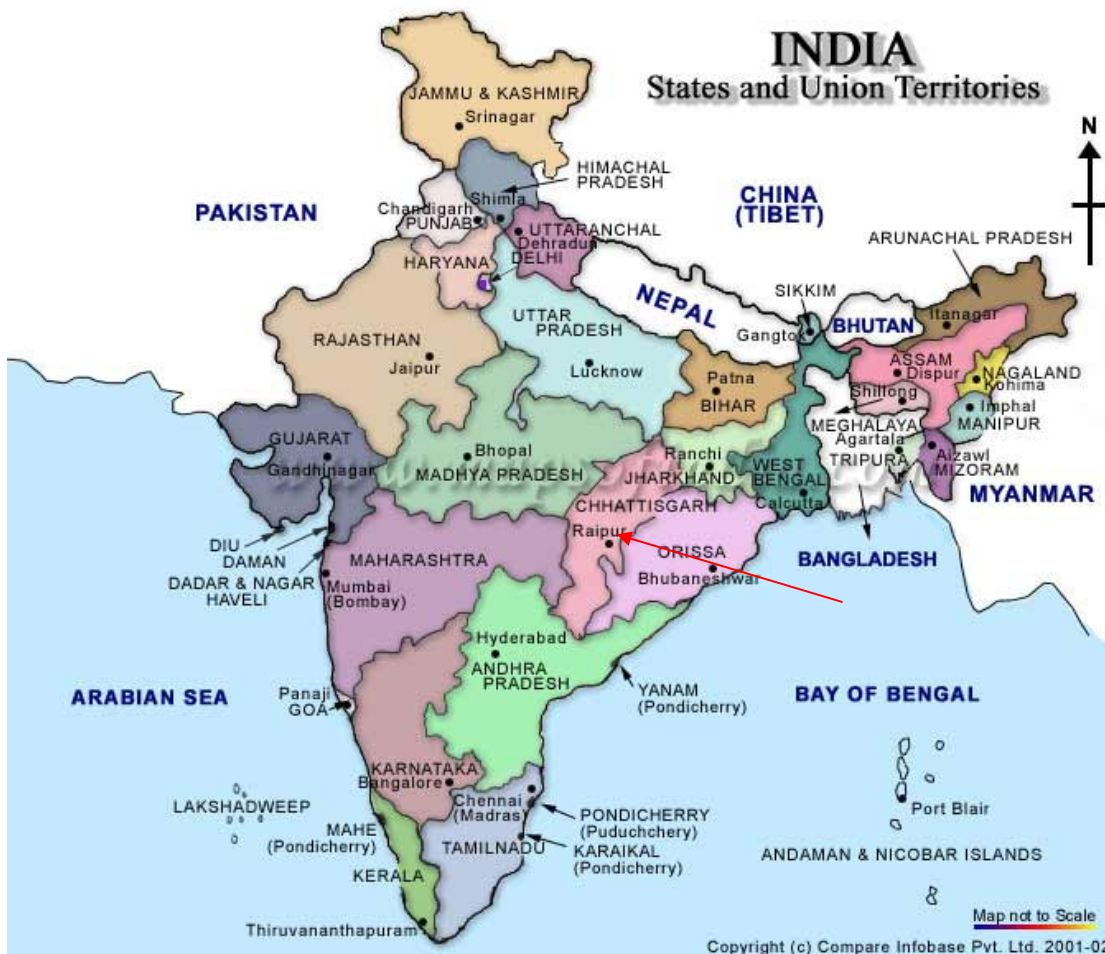 INDIA
States and Union Territories
N
JAMMU & KASHMIR
Srinagar
HIMACHAL
PRADESH
PAKISTAN
CHINA
(TIBET)
Chandigarh
PUNJAB
Shimla
UTTARANCHAL
Dehradun
DELHI
HARYANA
ARUNACHAL PRADESH
NEPAL
SIKKIM
Gangtok
BHUTAN
Itanagar
RAJASTHAN
Jaipur
UTTAR
PRADESH
Lucknow
Patna
BIHAR
ASSAM
Dispur
NAGALAND
Kohima
Shillong
MEGHALAYA
Imphal
MANIPUR
Agartala
TRIPURA
Aizawl
MIZORAM
MYANMAR
GUJARAT
Gandhinagar
Bhopal
MADHYA PRADESH
Ranchi
JHARKHAND
WEST
BENGAL
Calcutta
CHHATTISGARH
Raipur
ORISSA
Bhubaneshwar
BANGLADESH
DIU
DAMAN
DADAR & NAGAR
HAVELI
MAHARASHTRA
Mumbai
(Bombay)
Hyderabad
ANDHRA
PRADESH
YANAM
(Pondicherry)
ARABIAN SEA
BAY OF BENGAL
Panaji
GOA
KARNATAKA
Bangalore
Chennai
(Madras)
PONDICHERRY
(Puduchchery)
LAKSHADWEEP
MAHE
(Pondicherry)
TAMILNADU
KARAIKAL
(Pondicherry)
KERALA
Thiruvananthapuram
Port Blair
ANDAMAN & NICOBAR ISLANDS
Map not to Scale
Copyright (c) Compare Infobase Pvt. Ltd. 2001-02